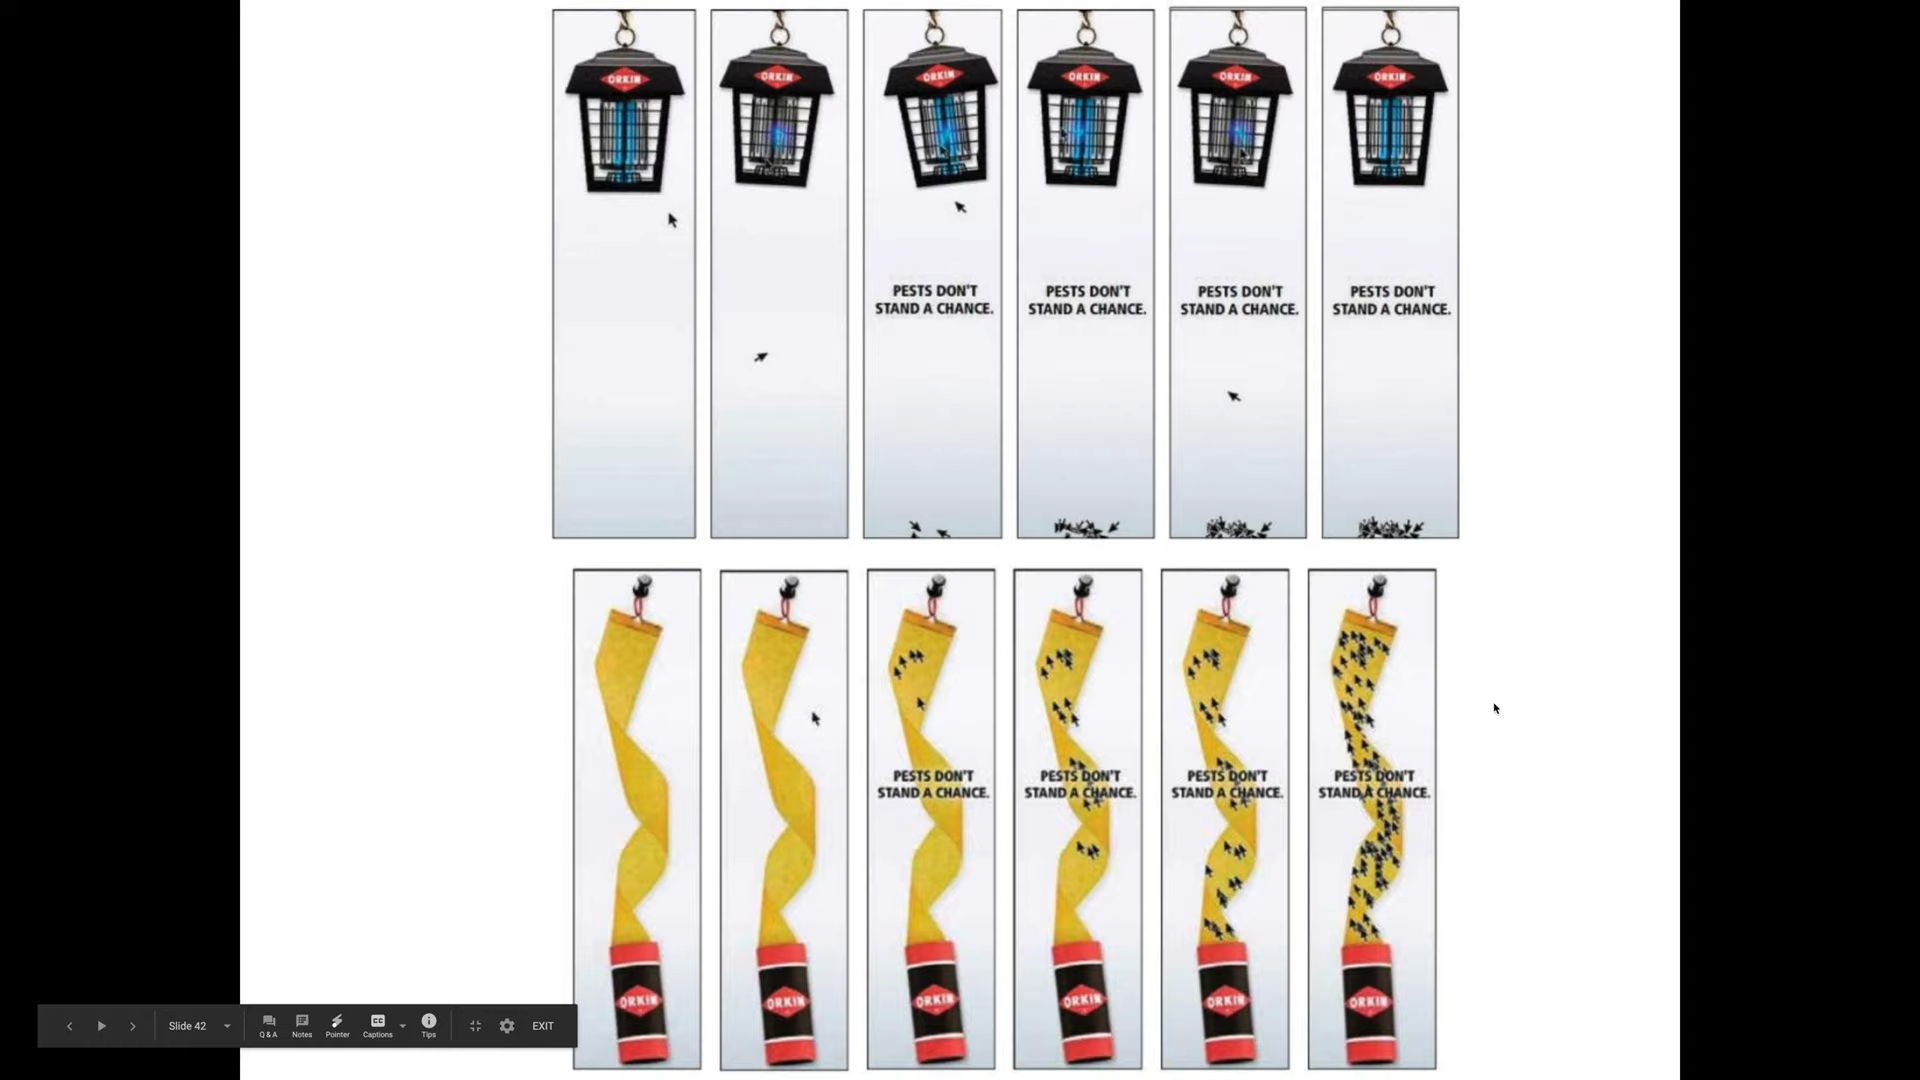 ORKIN
ORKIN
ORKIN
ORKIN
ORKIN
ORKIN
PESTS DON'T
STAND A CHANCE.
PESTS DON'T
STAND A CHANCE.
PESTS DON'T
STAND A CHANCE.
PESTS DON'T
STAND A CHANCE.
PESTS DON'T
STAND A CHANCE.
PESTS DON'T
STAND A CHANCE.
PESTS DON'T
STAND A CHANCE.
PESTS DON'T
STAND A CHANCE.
ORKIN
ORKIN
ORKIN
ORKIN
ORKIN
ORKIN
Slide 42
Q & A
Notes
Pointer
CC
Captions
Tips
EXIT